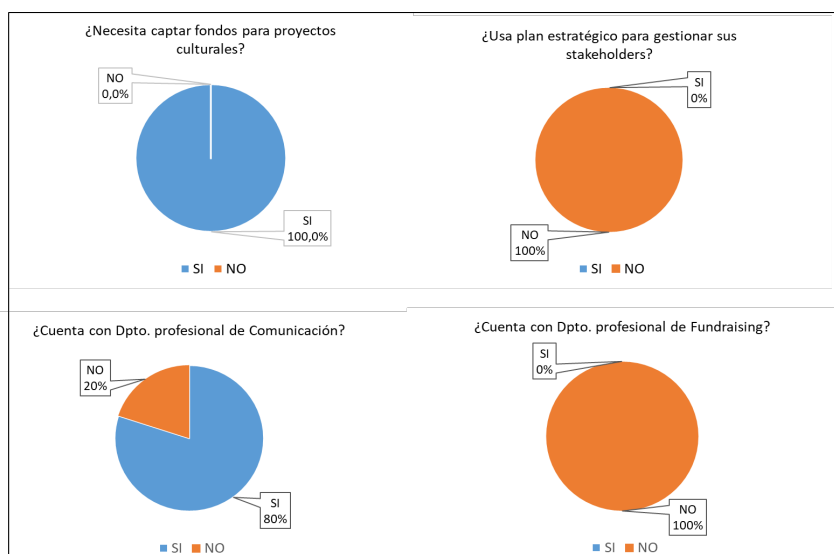 ¿Necesita captar fondos para proyectos
culturales?
NO
0,0%
SI
100,0%
SI NO
¿Usa plan estratégico para gestionar sus
stakeholders?
SI
0%
NO
100%
SI NO
¿Cuenta con Dpto. profesional de Comunicación?
NO
20%
SI
80%
SI NO
¿Cuenta con Dpto. profesional de Fundraising?
SI
0%
NO
100%
SI NO